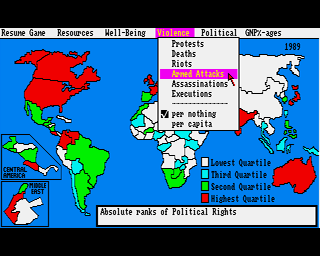 Resume Game Resources Well-Being Violence Political GMPx-ages
Protests
1989
Deaths
Riots
Armed Attacks
Assassinations
Executions
per nothing
per capita
CENTRAL
AMERICA
MIDDLE
EAST
Lowest Quartile
Third Quartile
Second Quartile
Highest Quartile
Absolute ranks of Political Rights